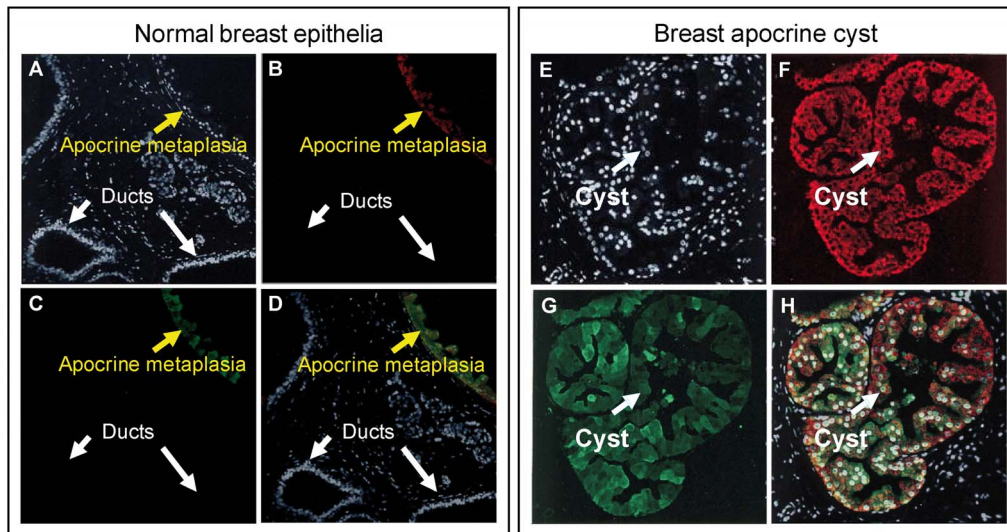 Normal breast epithelia
A
Apocrine metaplasia
Ducts
B
Apocrine metaplasia
Ducts
C
Apocrine metaplasia
Ducts
D
Apocrine metaplasia
Ducts
Breast apocrine cyst
E
Cyst
F
Cyst
G
Cyst
H
Cyst